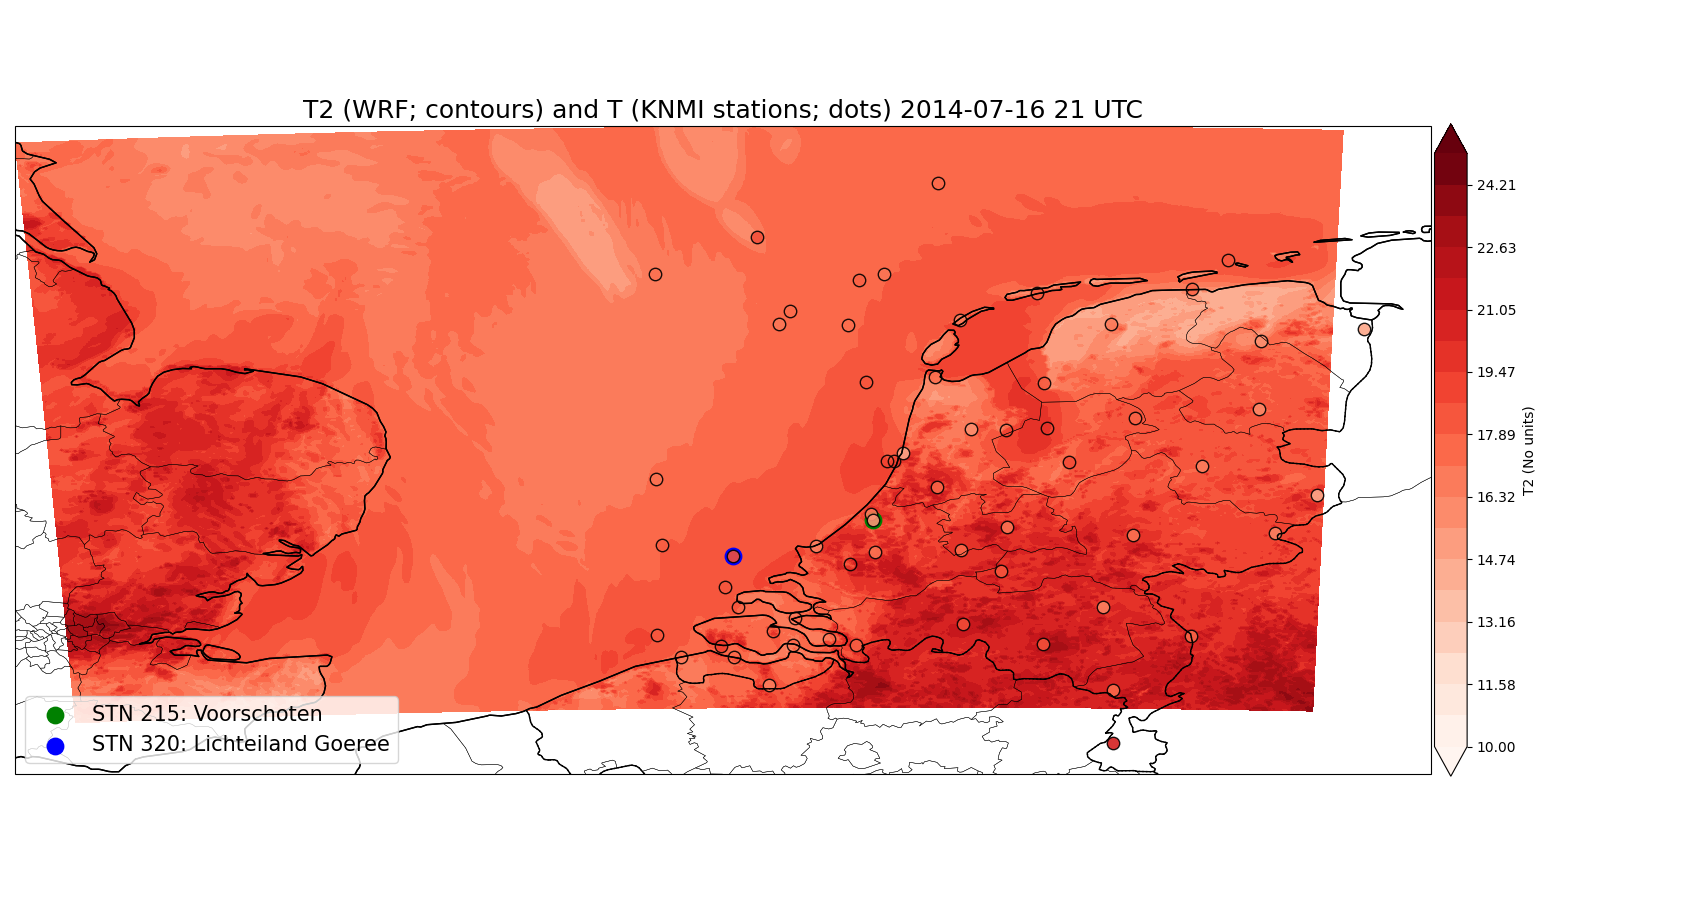 T2 (WRF; contours) and T (KNMI stations; dots) 2014-07-16 21 UTC
24.21
22.63
21.05
19.47
17.89
16.32
14.74
13.16
11.58
10.00
T2 (No units)
STN 215: Voorschoten
STN 320: Lichteiland Goeree